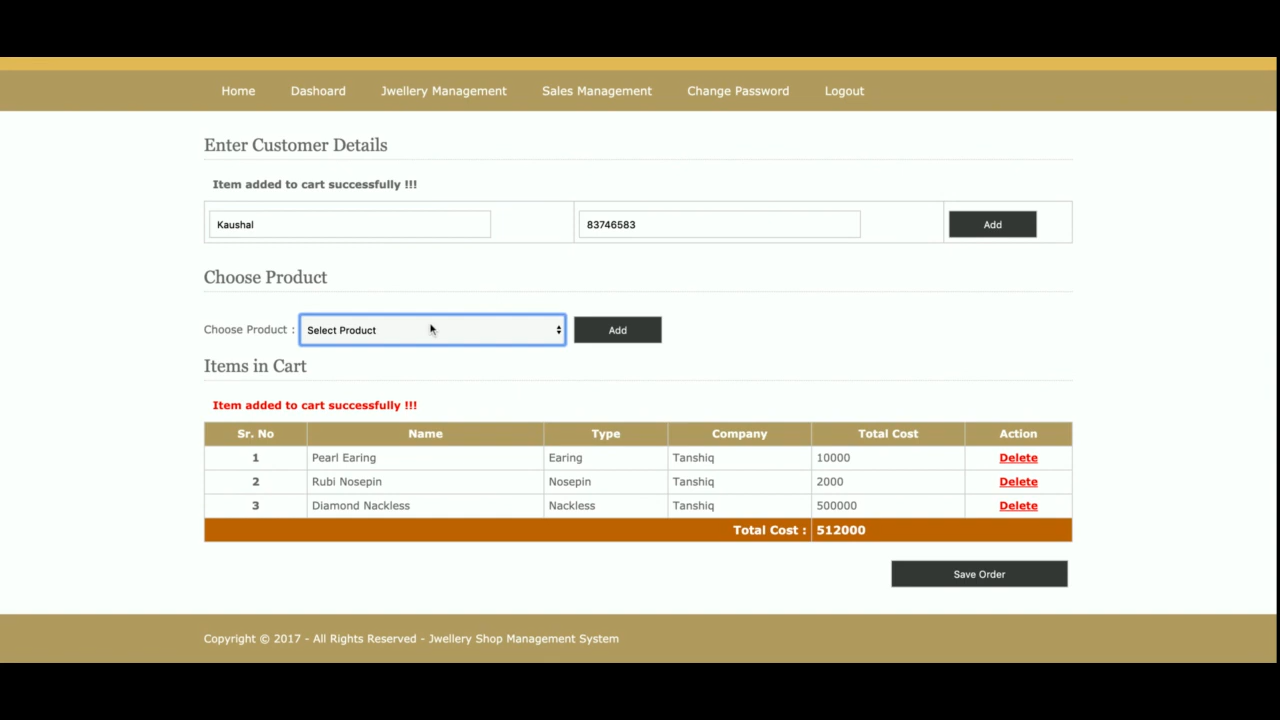 Home Dashoard Jwellery Management Sales Management Change Password Logout
Enter Customer Details
Item added to cart successfully !!!
Kaushal 83746583 Add
Choose Product
Choose Product : Select Product Add
Items in Cart
Item added to cart successfully !!!
Sr. No Name Type Company Total Cost Action
1 Pearl Earing Earing Tanshiq 10000 Delete
2 Rubi Nosepin Nosepin Tanshiq 2000 Delete
3 Diamond Nackless Nackless Tanshiq 500000 Delete
Total Cost : 512000
Save Order
Copyright © 2017 - All Rights Reserved - Jwellery Shop Management System